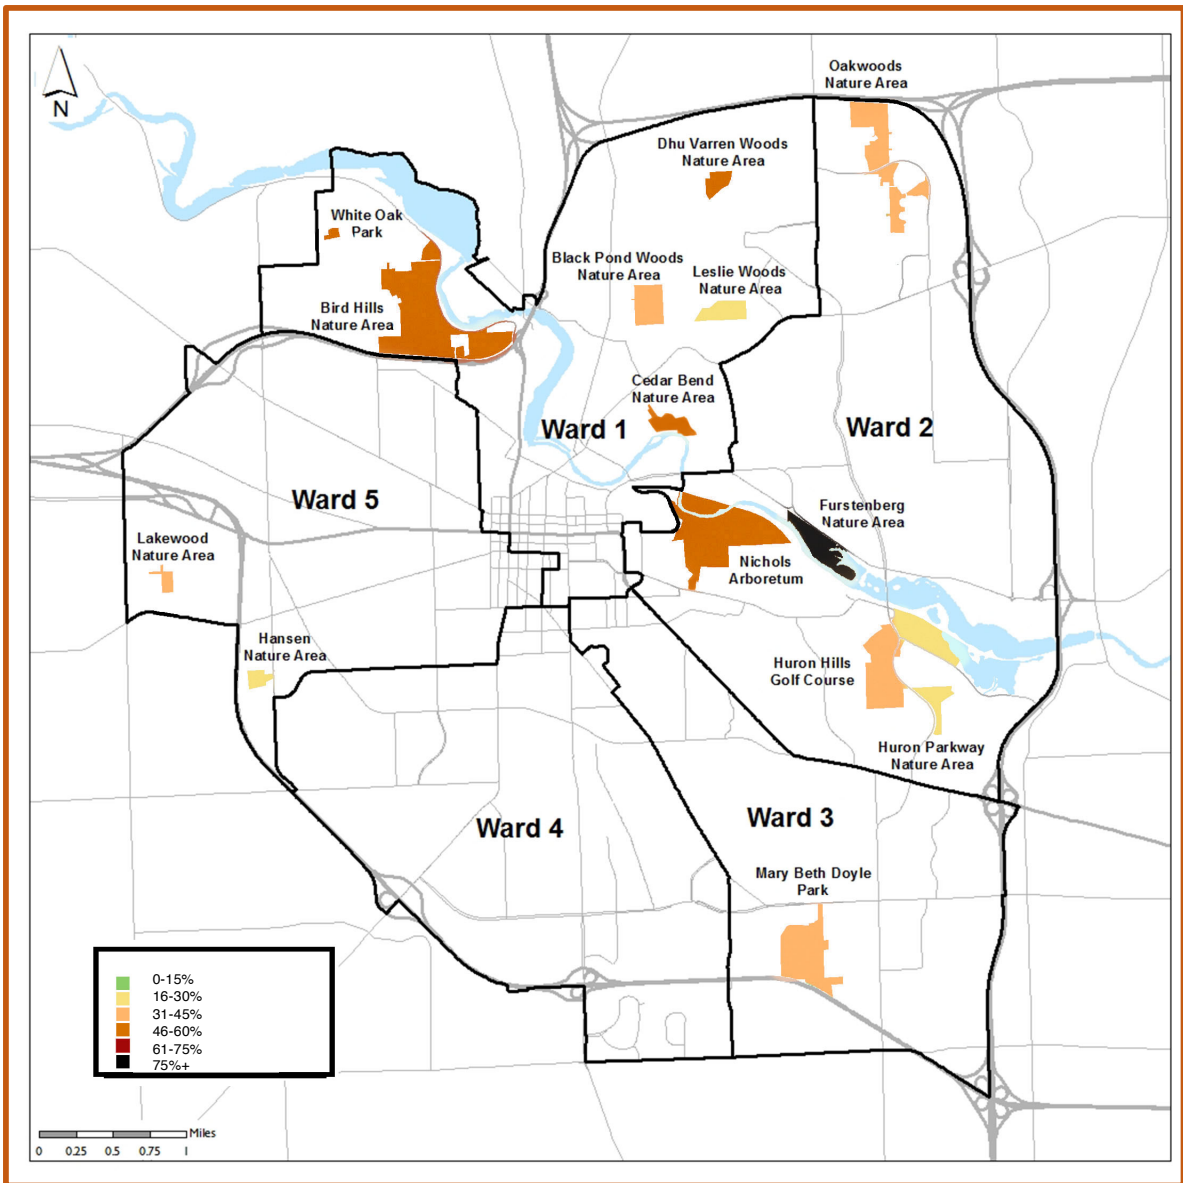 N
Oakwoods
Nature Area
Dhu Varren Woods
Nature Area
White Oak
Park
Black Pond Woods
Nature Area
Leslie Woods
Nature Area
Bird Hills
Nature Area
Cedar Bend
Nature Area
Ward 1
Ward 2
Ward 5
Furstenberg
Nature Area
Lakewood
Nature Area
Nichols
Arboretum
Hansen
Nature Area
Huron Hills
Golf Course
Huron Parkway
Nature Area
Ward 3
Ward 4
Mary Beth Doyle
Park
0-15%
16-30%
31-45%
46-60%
61-75%
75%+
Miles
0 0.25 0.5 0.75 1